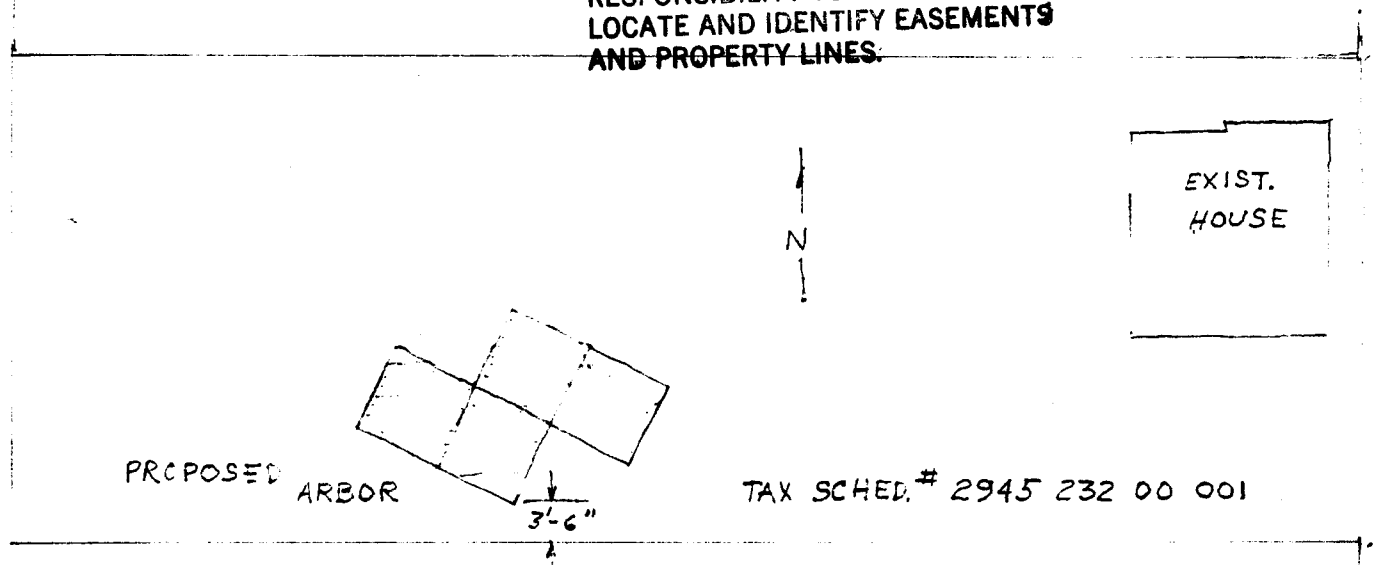 LOCATE AND IDENTIFY EASEMENTS
AND PROPERTY LINES.
EXIST.
HOUSE
N
PROPOSED
ARBOR
3'-6"
TAX SCHED.# 2945 232 00 001